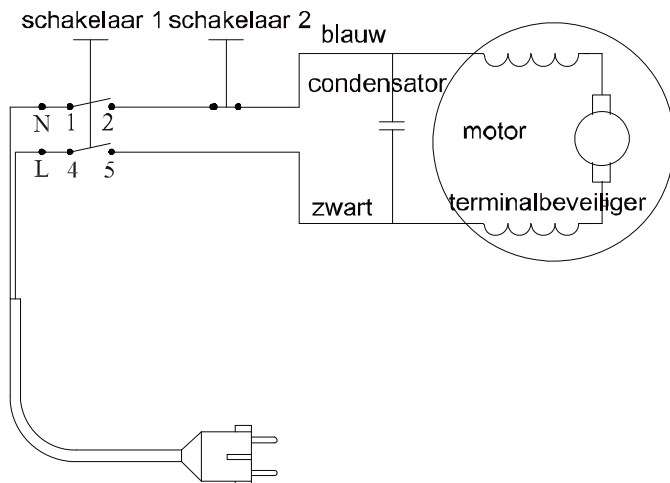 schakelaar 1 schakelaar 2
blauw
condensator
N 1 2
motor
L 4 5
zwart
terminalbeveiliger